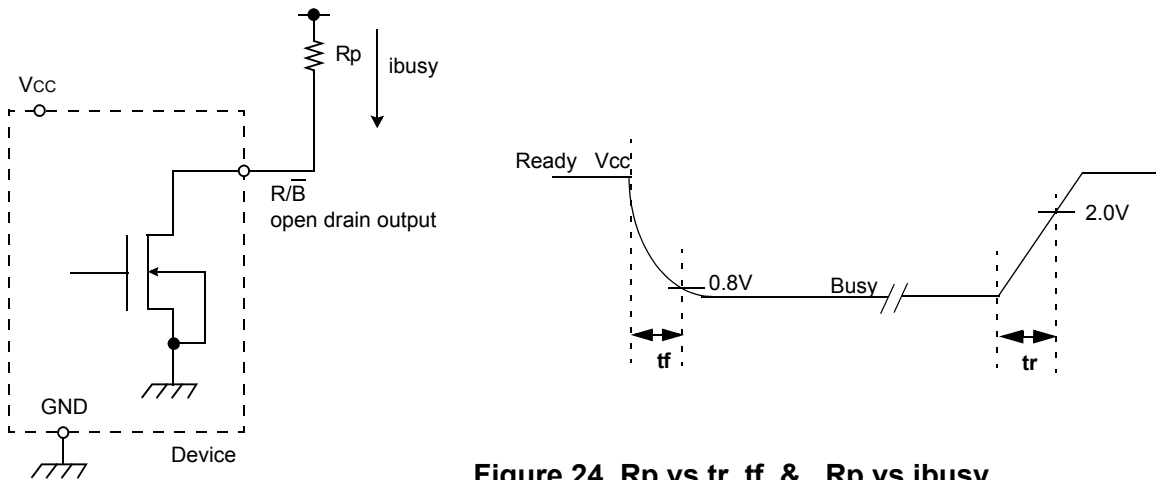 Rp
ibusy
VCC
Ready Vcc
R/B̅
open drain output
2.0V
0.8V
Busy
tf
tr
GND
Device
Figure 24 Rp vs tr ,tf & Rp vs ibusy